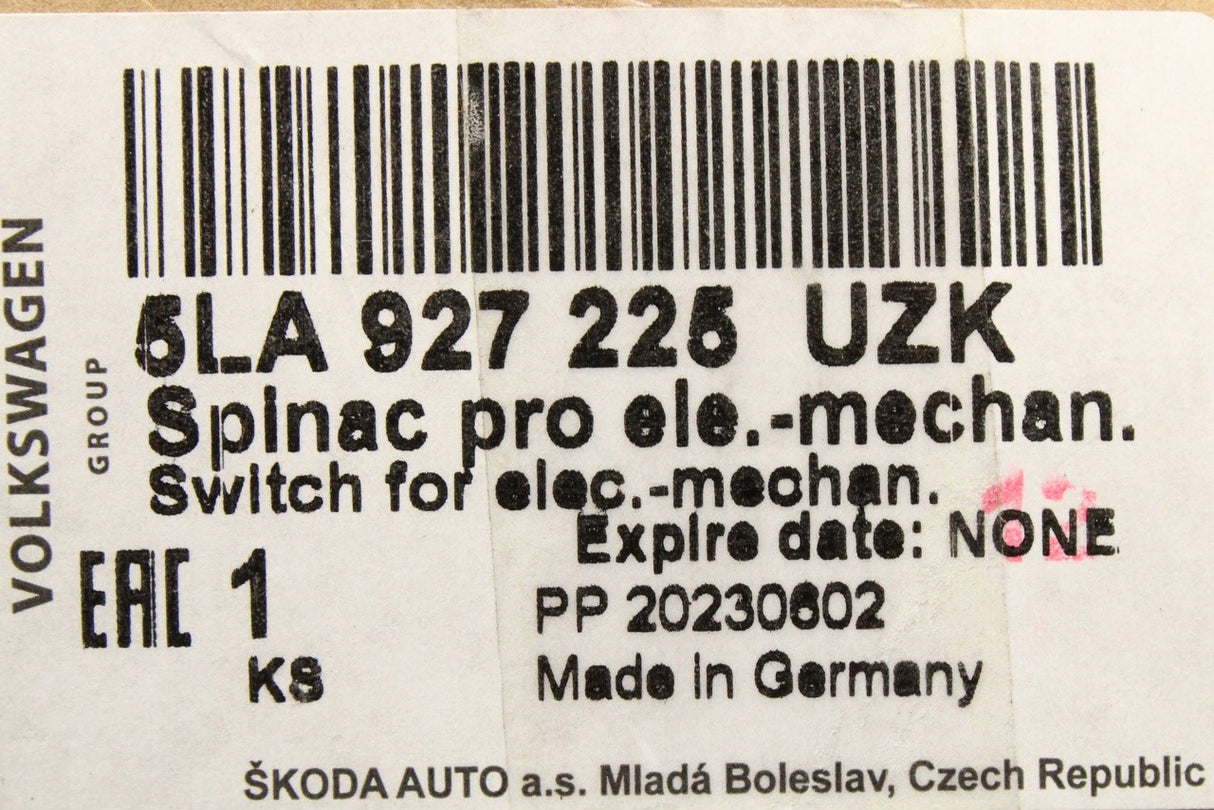 VOLKSWAGEN
GROUP
5LA 927 225 UZK
Spinac pro ele.-mechan.
Switch for elec.-mechan.
Expire date: NONE
EAC 1
KS
PP 20230602
Made in Germany
ŠKODA AUTO a.s. Mladá Boleslav, Czech Republic